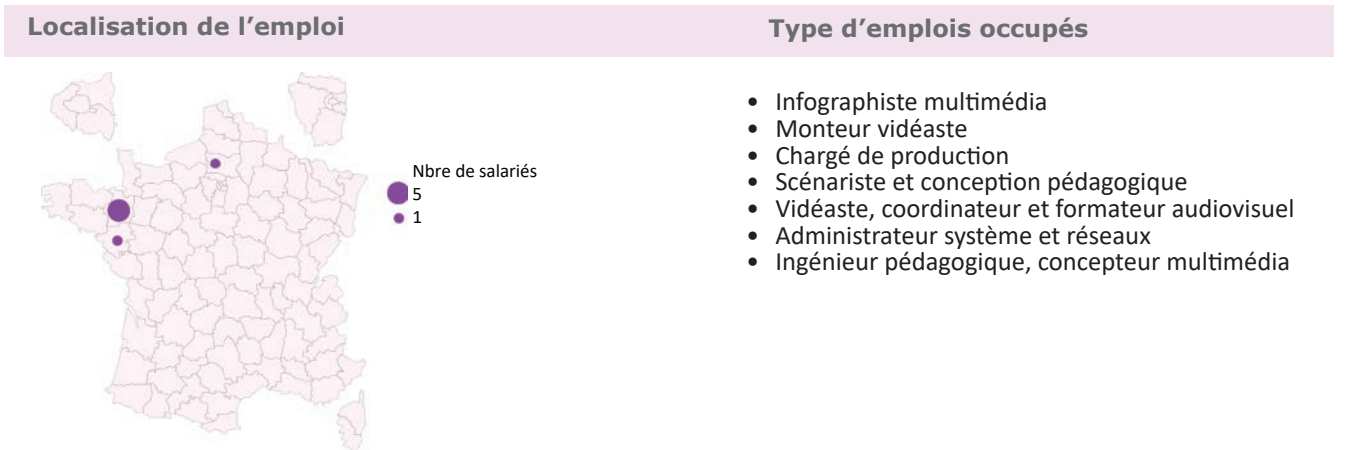 Localisation de l’emploi
Type d’emplois occupés
Nbre de salariés
5
1
• Infographiste multimédia
• Monteur vidéaste
• Chargé de production
• Scénariste et conception pédagogique
• Vidéaste, coordinateur et formateur audiovisuel
• Administrateur système et réseaux
• Ingénieur pédagogique, concepteur multimédia